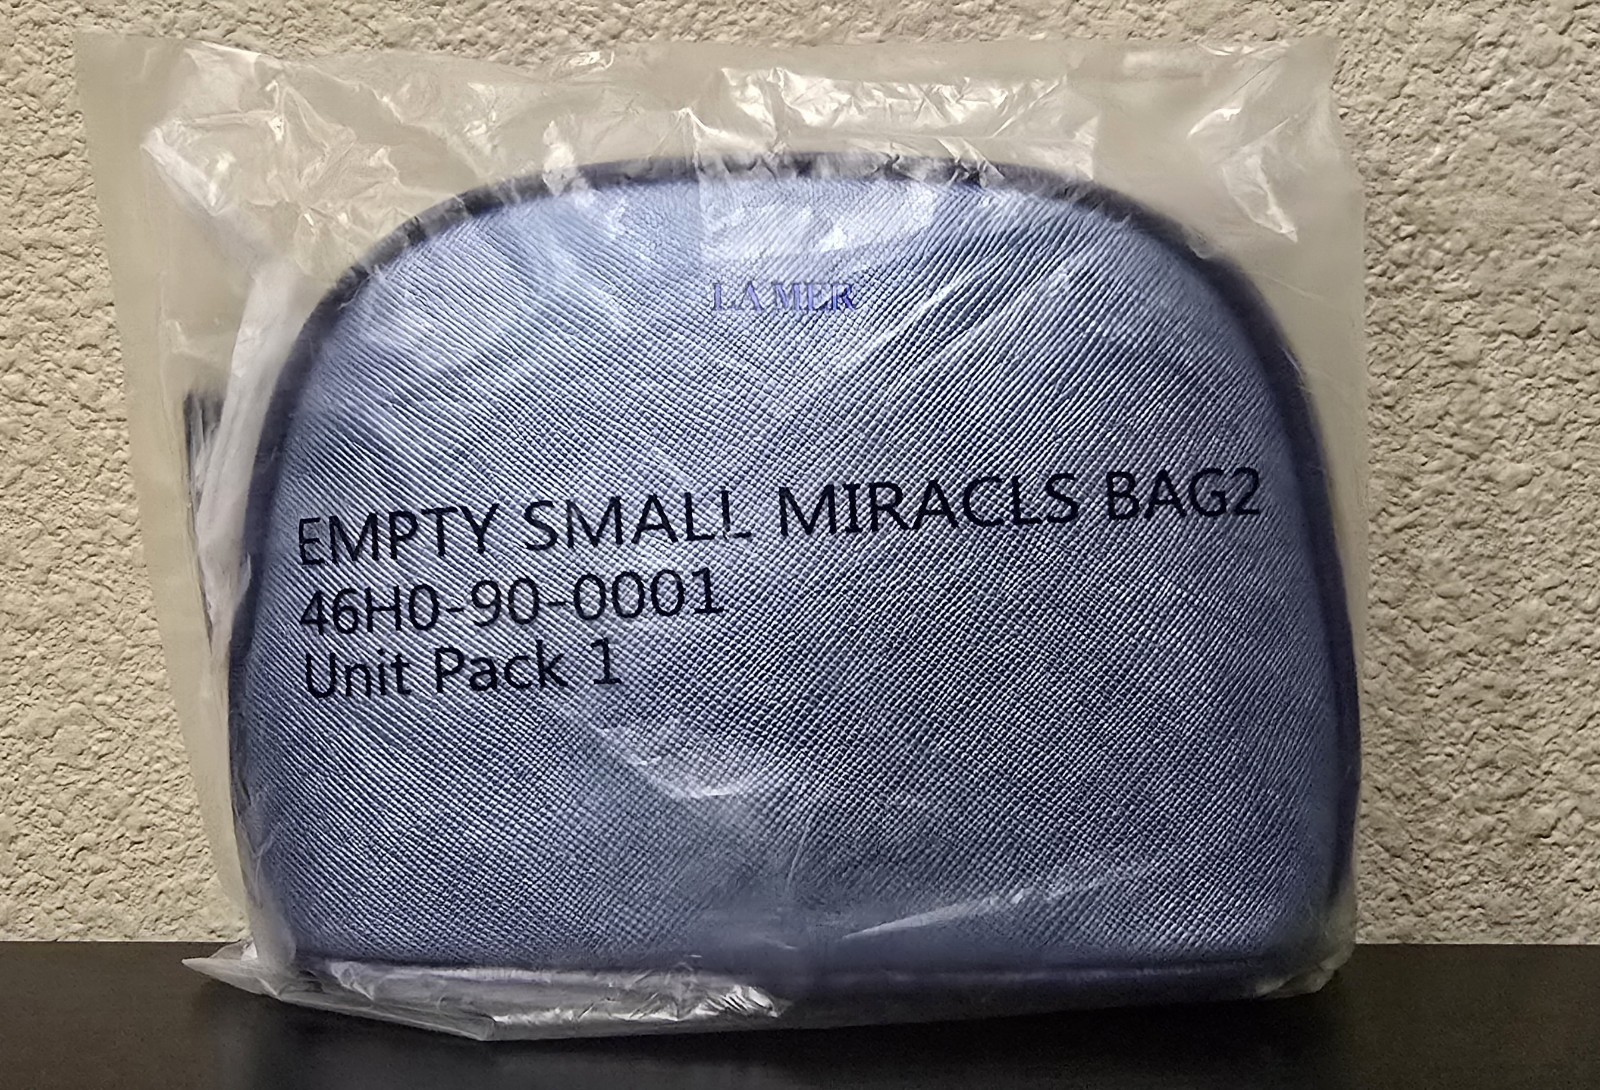 LA MER
EMPTY SMALL MIRACLS BAG2
46H0-90-0001
Unit Pack 1